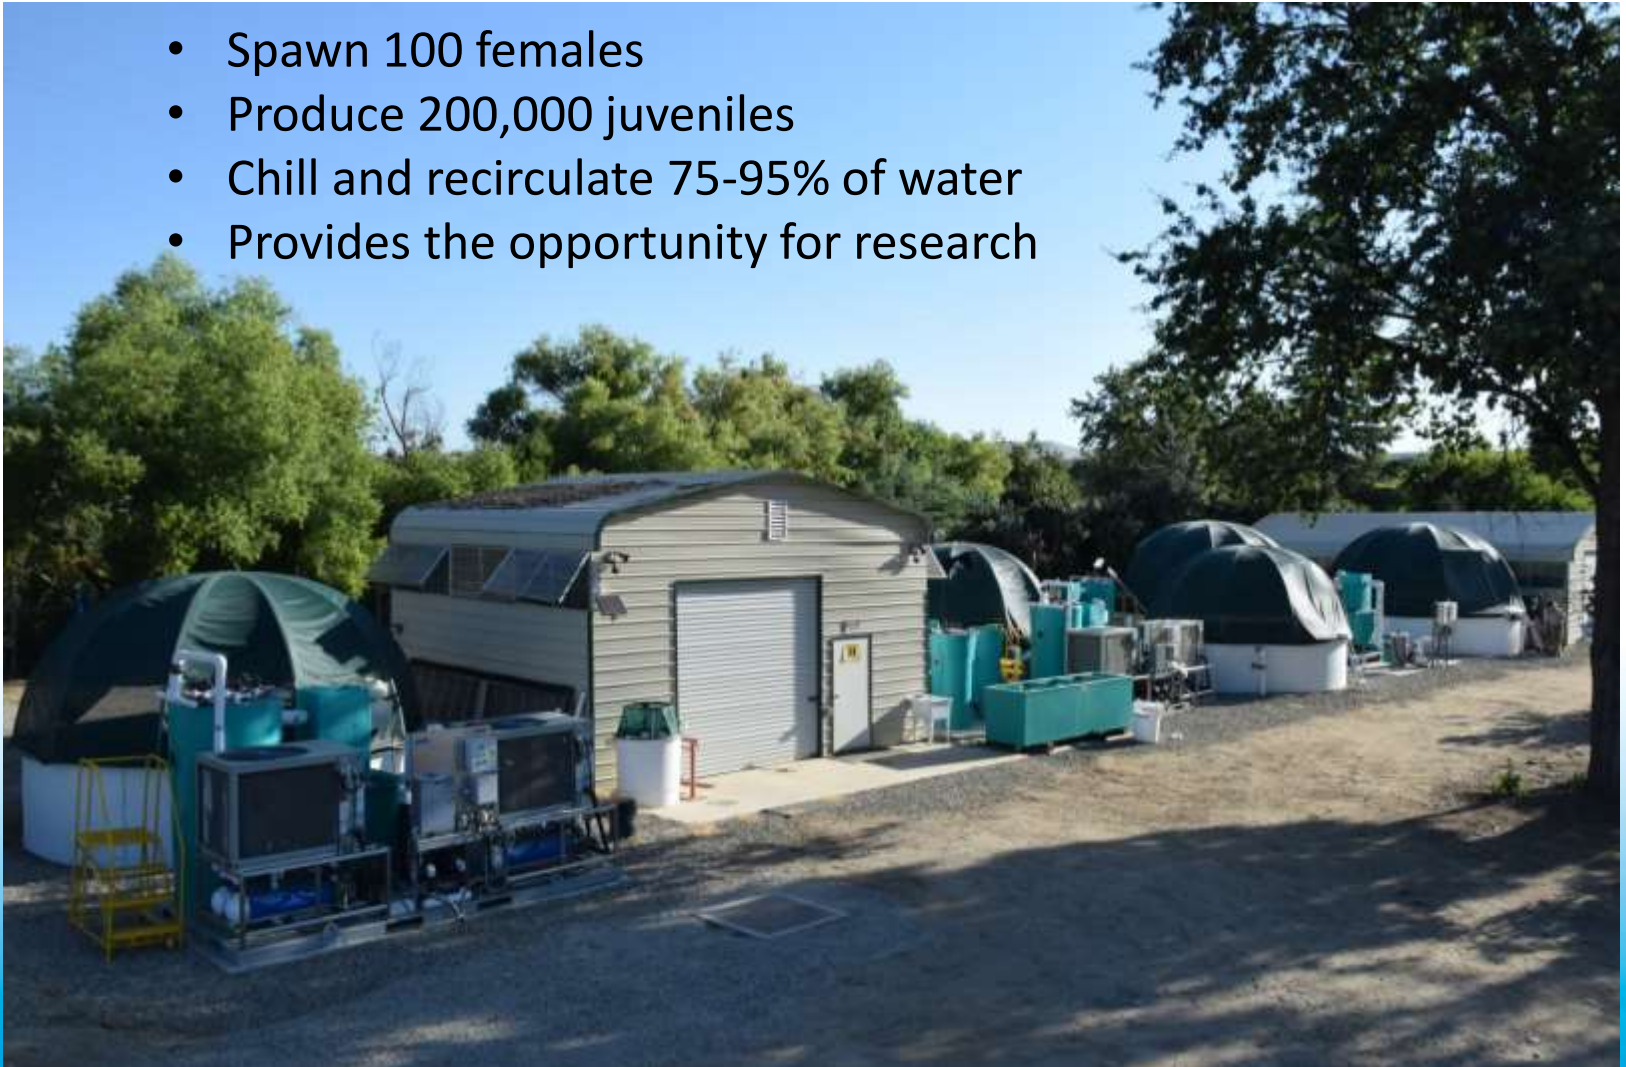 • Spawn 100 females
• Produce 200,000 juveniles
• Chill and recirculate 75-95% of water
• Provides the opportunity for research